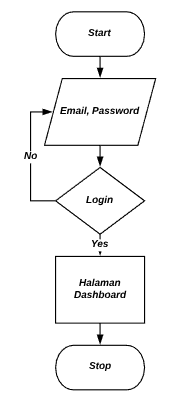 Start
Email, Password
No
Login
Yes
Halaman
Dashboard
Stop